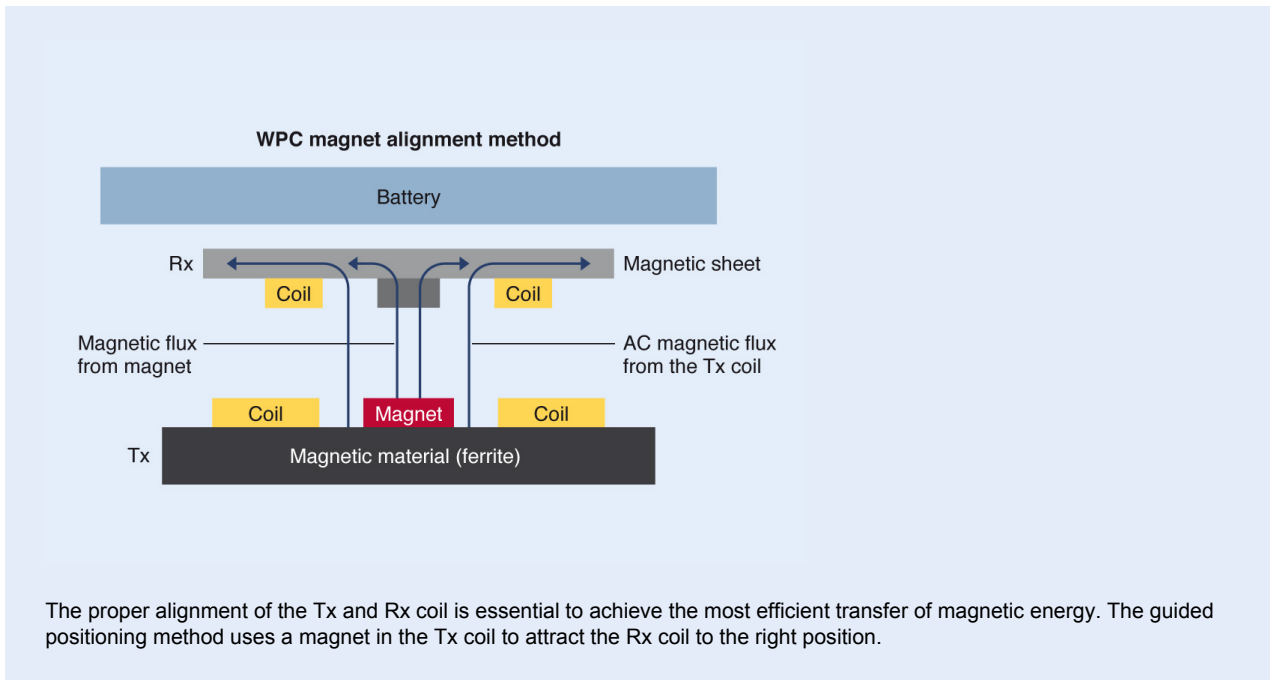 WPC magnet alignment method
Battery
Rx
Magnetic sheet
Coil
Coil
Magnetic flux
from magnet
AC magnetic flux
from the Tx coil
Coil
Magnet
Coil
Tx
Magnetic material (ferrite)
The proper alignment of the Tx and Rx coil is essential to achieve the most efficient transfer of magnetic energy. The guided
positioning method uses a magnet in the Tx coil to attract the Rx coil to the right position.